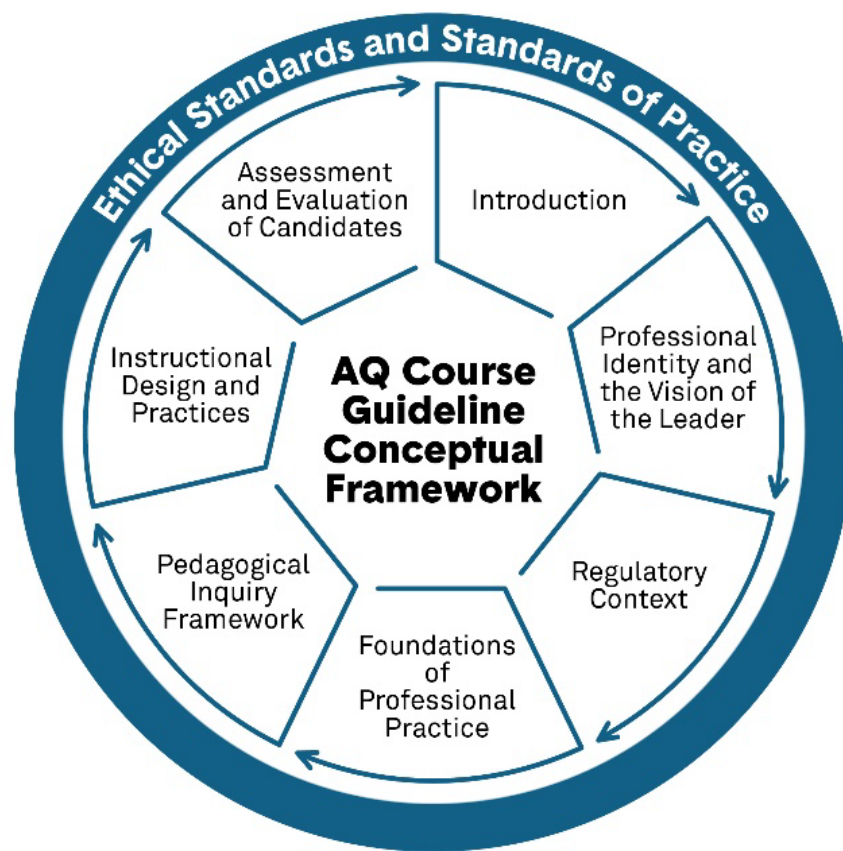 Ethical Standards and Standards of Practice
Introduction
Professional
Identity and
the Vision of
the Leader
Regulatory
Context
Foundations
of
Professional
Practice
Pedagogical
Inquiry
Framework
Instructional
Design and
Practices
Assessment
and Evaluation
of Candidates
AQ Course
Guideline
Conceptual
Framework